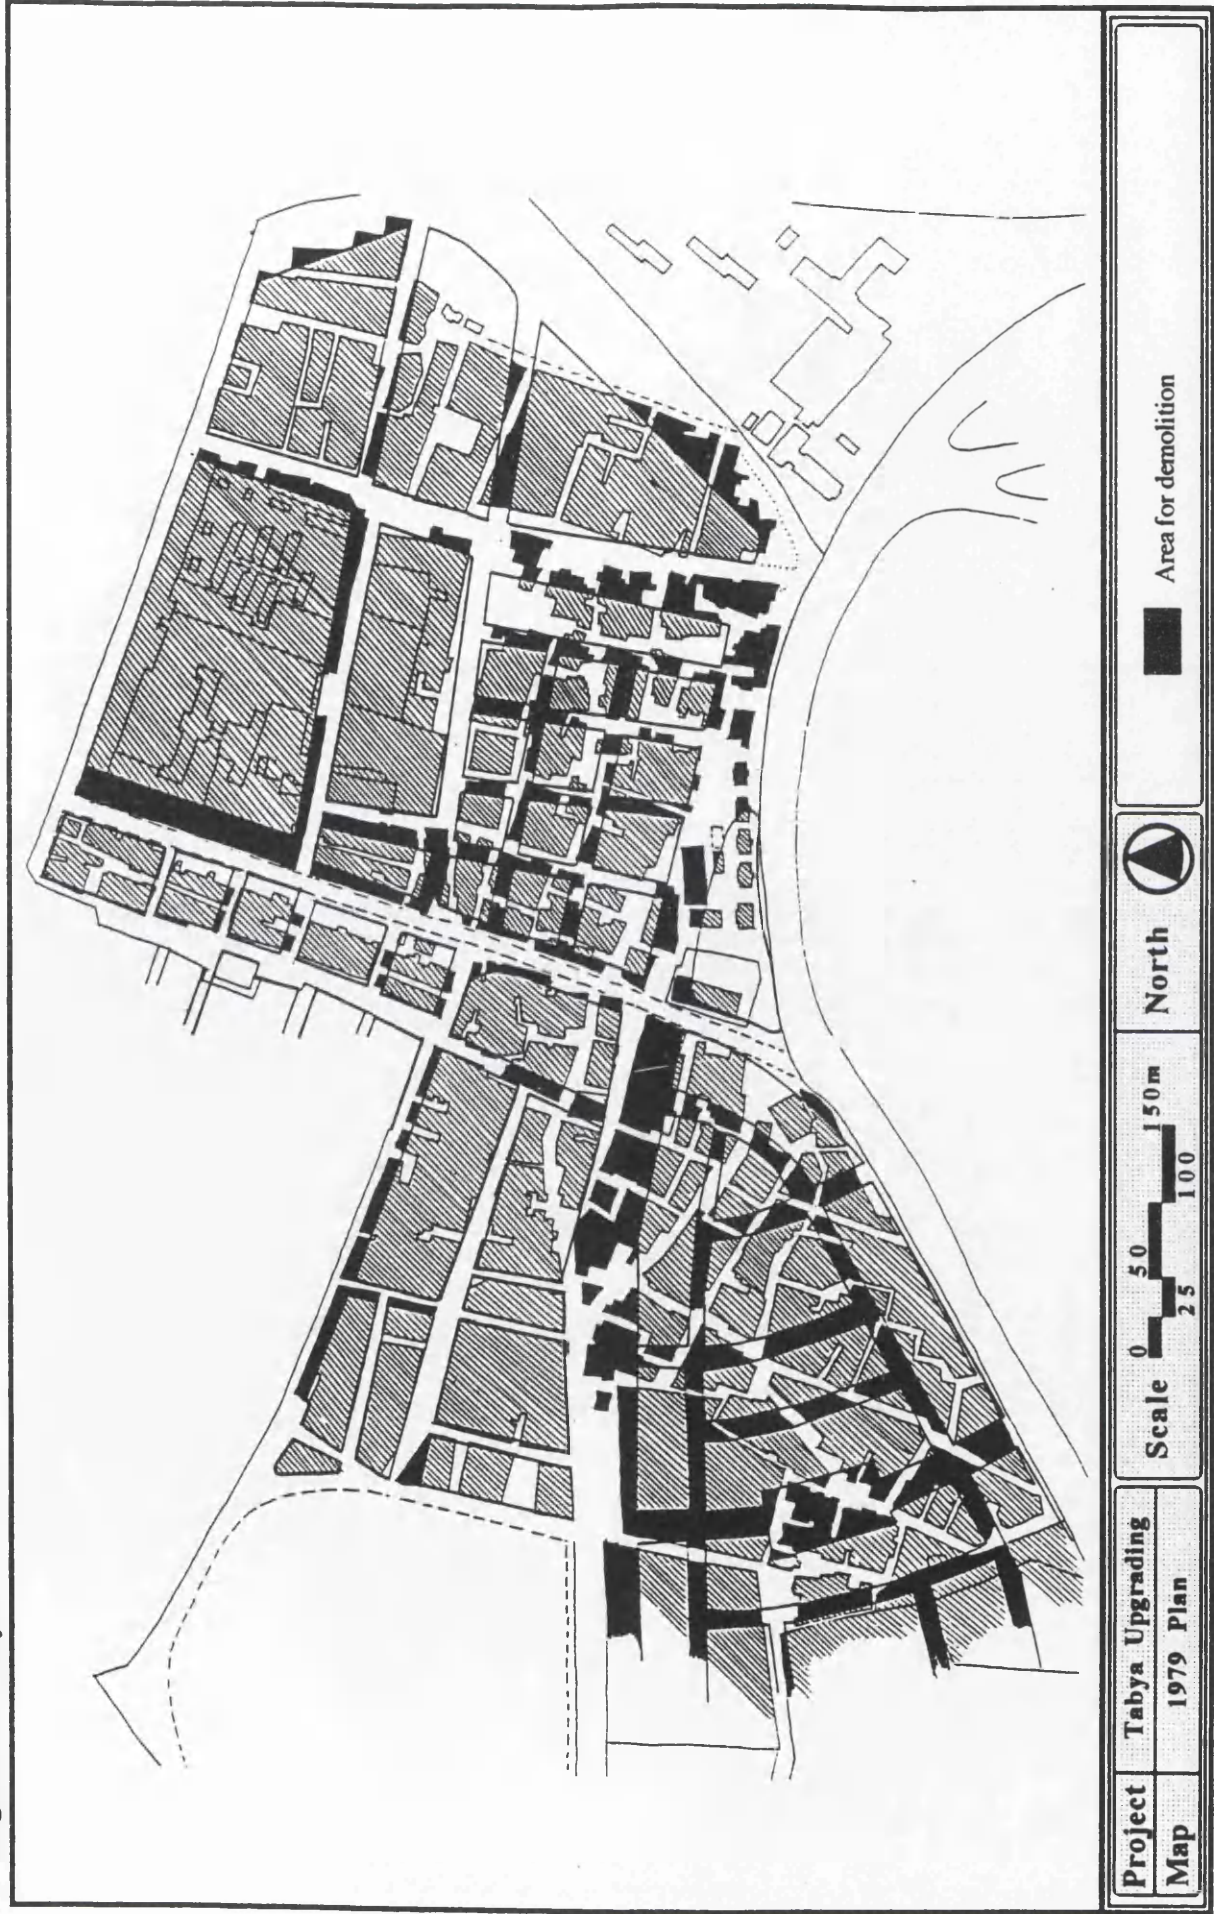 Project Tabya Upgrading
Map 1979 Plan
Scale 0 50 150m
25 100
North
Area for demolition